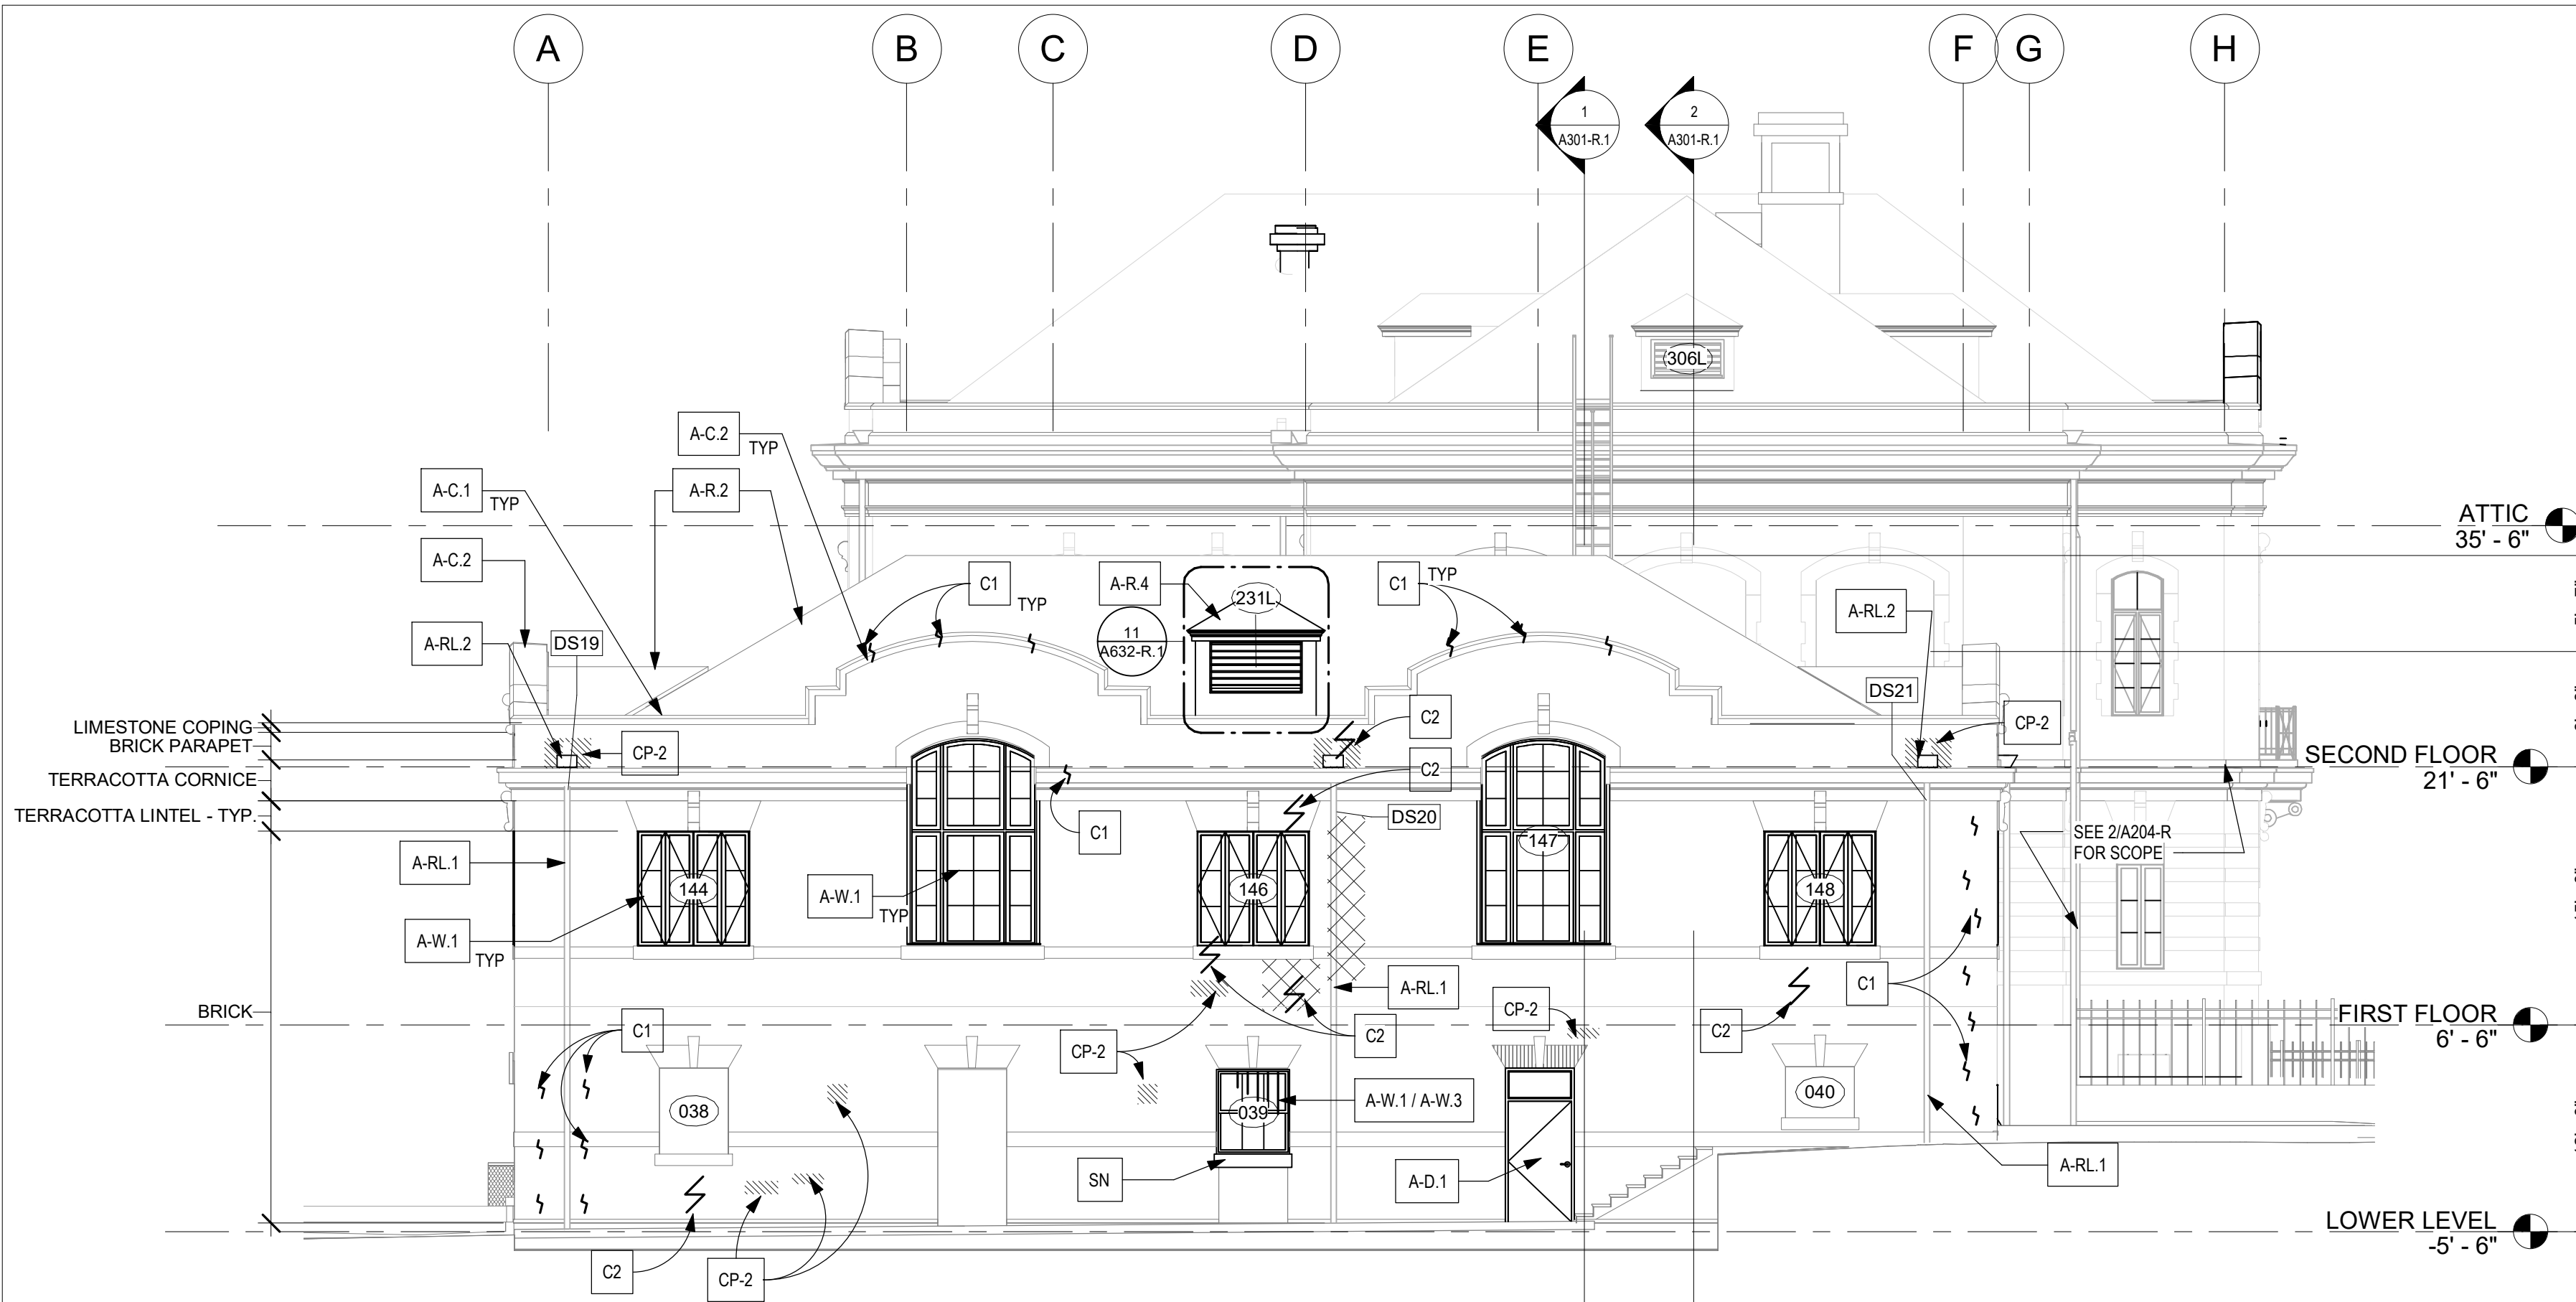 A
B
C
D
E
F
G
H
1
A301-R.1
2
A301-R.1
306L
A-C.2
TYP
A-C.1
TYP
A-R.2
ATTIC
35' - 6"
A-C.2
C1
TYP
A-R.4
231L
C1
TYP
A-RL.2
A-RL.2
DS19
11
A632-R.1
DS21
C2
CP-2
LIMESTONE COPING
BRICK PARAPET
CP-2
C2
SECOND FLOOR
21' - 6"
TERRACOTTA CORNICE
TERRACOTTA LINTEL - TYP.
DS20
C1
SEE 2/A204-R
FOR SCOPE
147
A-RL.1
144
A-W.1
TYP
146
148
A-W.1
TYP
A-RL.1
C1
CP-2
BRICK
FIRST FLOOR
6' - 6"
C1
C2
C2
CP-2
038
039
A-W.1 / A-W.3
040
A-RL.1
SN
A-D.1
LOWER LEVEL
-5' - 6"
C2
CP-2